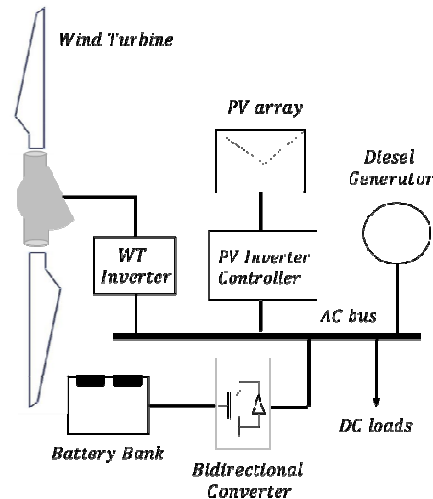 Wind Turbine
PV array
Diesel
Generator
WT
Inverter
PV Inverter
Controller
AC bus
Battery Bank
DC loads
Bidirectional
Converter